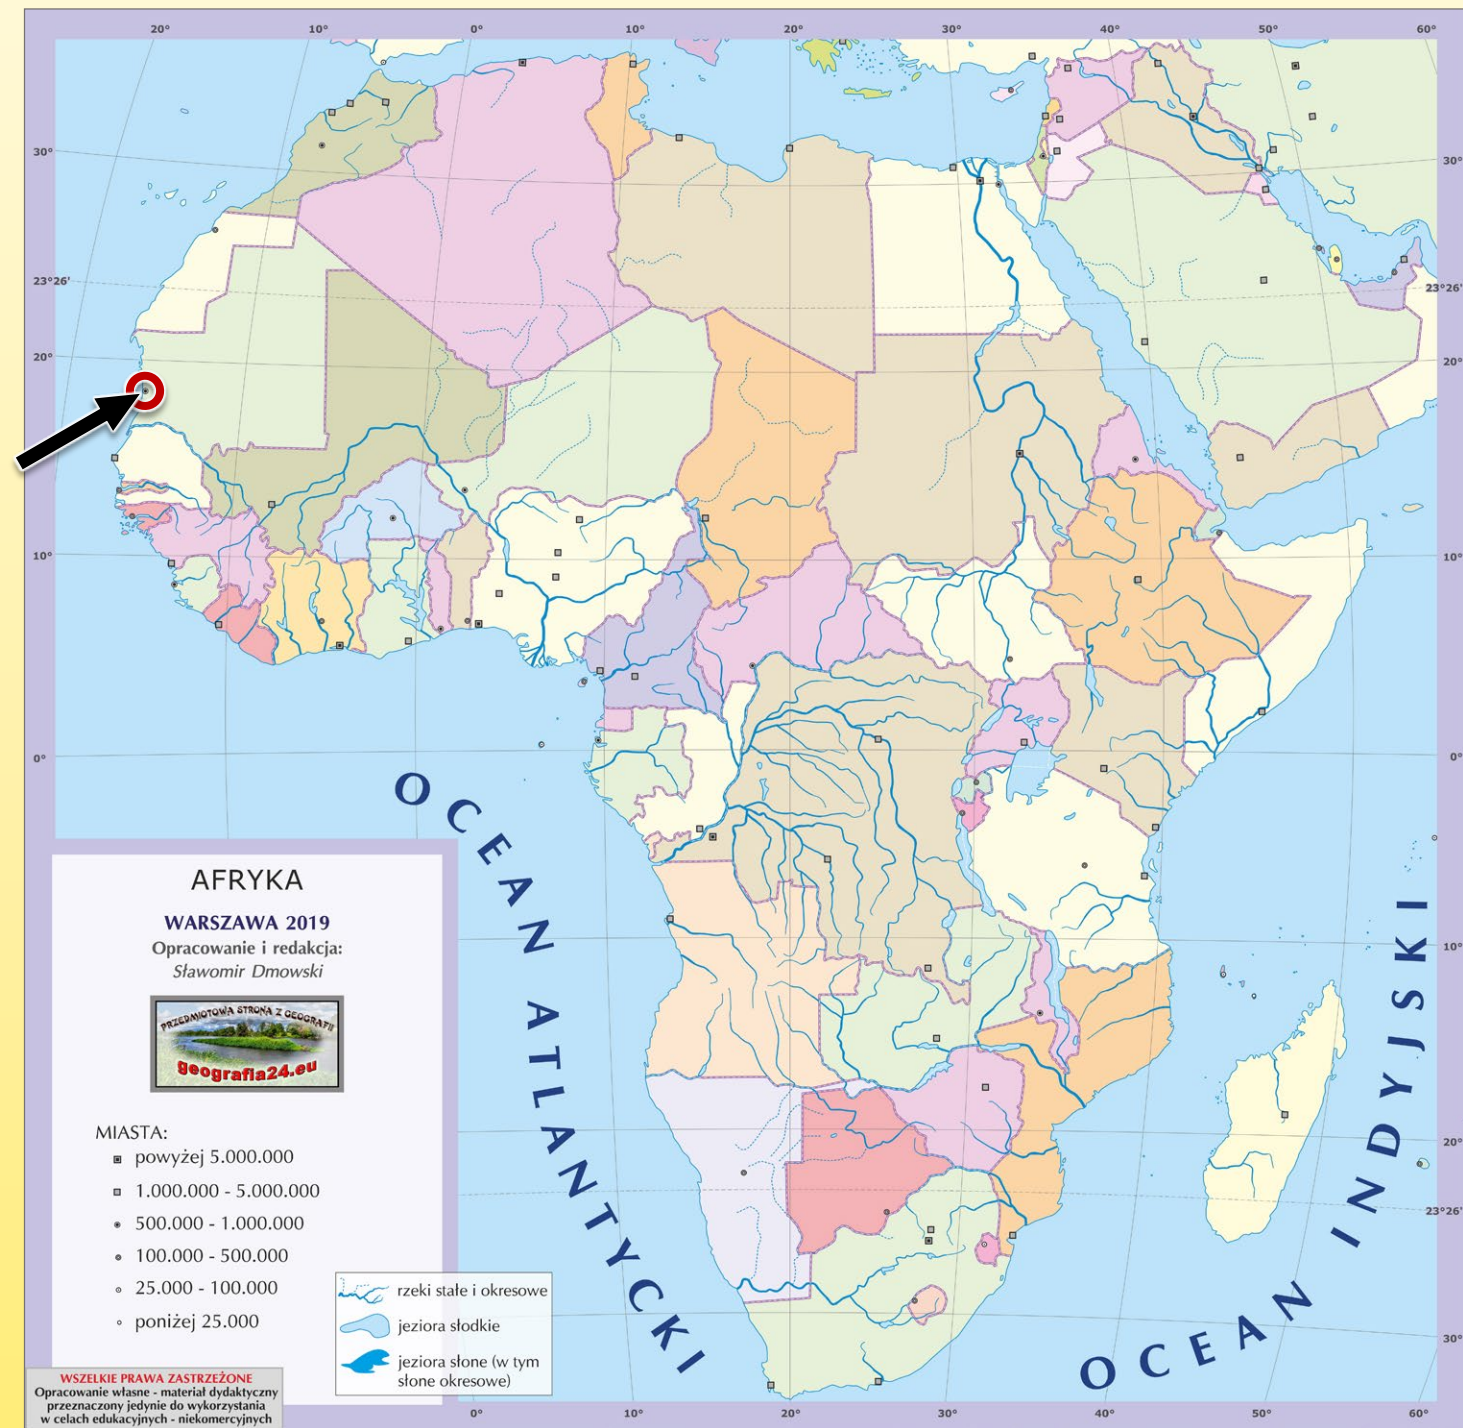 20° 10° 0° 10° 20° 30° 40° 50° 60°
30° 30°
23°26' 23°26'
20° 20°
10° 10°
0° 0°
OCEAN ATLANTYCKI
OCEAN INDYJSKI
10°
20°
23°26'
30°
AFRYKA
WARSZAWA 2019
Opracowanie i redakcja:
Sławomir Dmowski
PRZEDMIOTOWA STRONA Z GEOGRAFII
geografia24.eu
MIASTA:
powyżej 5.000.000
1.000.000 - 5.000.000
500.000 - 1.000.000
100.000 - 500.000
25.000 - 100.000
poniżej 25.000
rzeki stałe i okresowe
jeziora słodkie
jeziora słone (w tym
słone okresowe)
WSZELKIE PRAWA ZASTRZEŻONE
Opracowanie własne - materiał dydaktyczny
przeznaczony jedynie do wykorzystania
w celach edukacyjnych - niekomercyjnych
0° 10° 20° 30° 40° 50° 60°